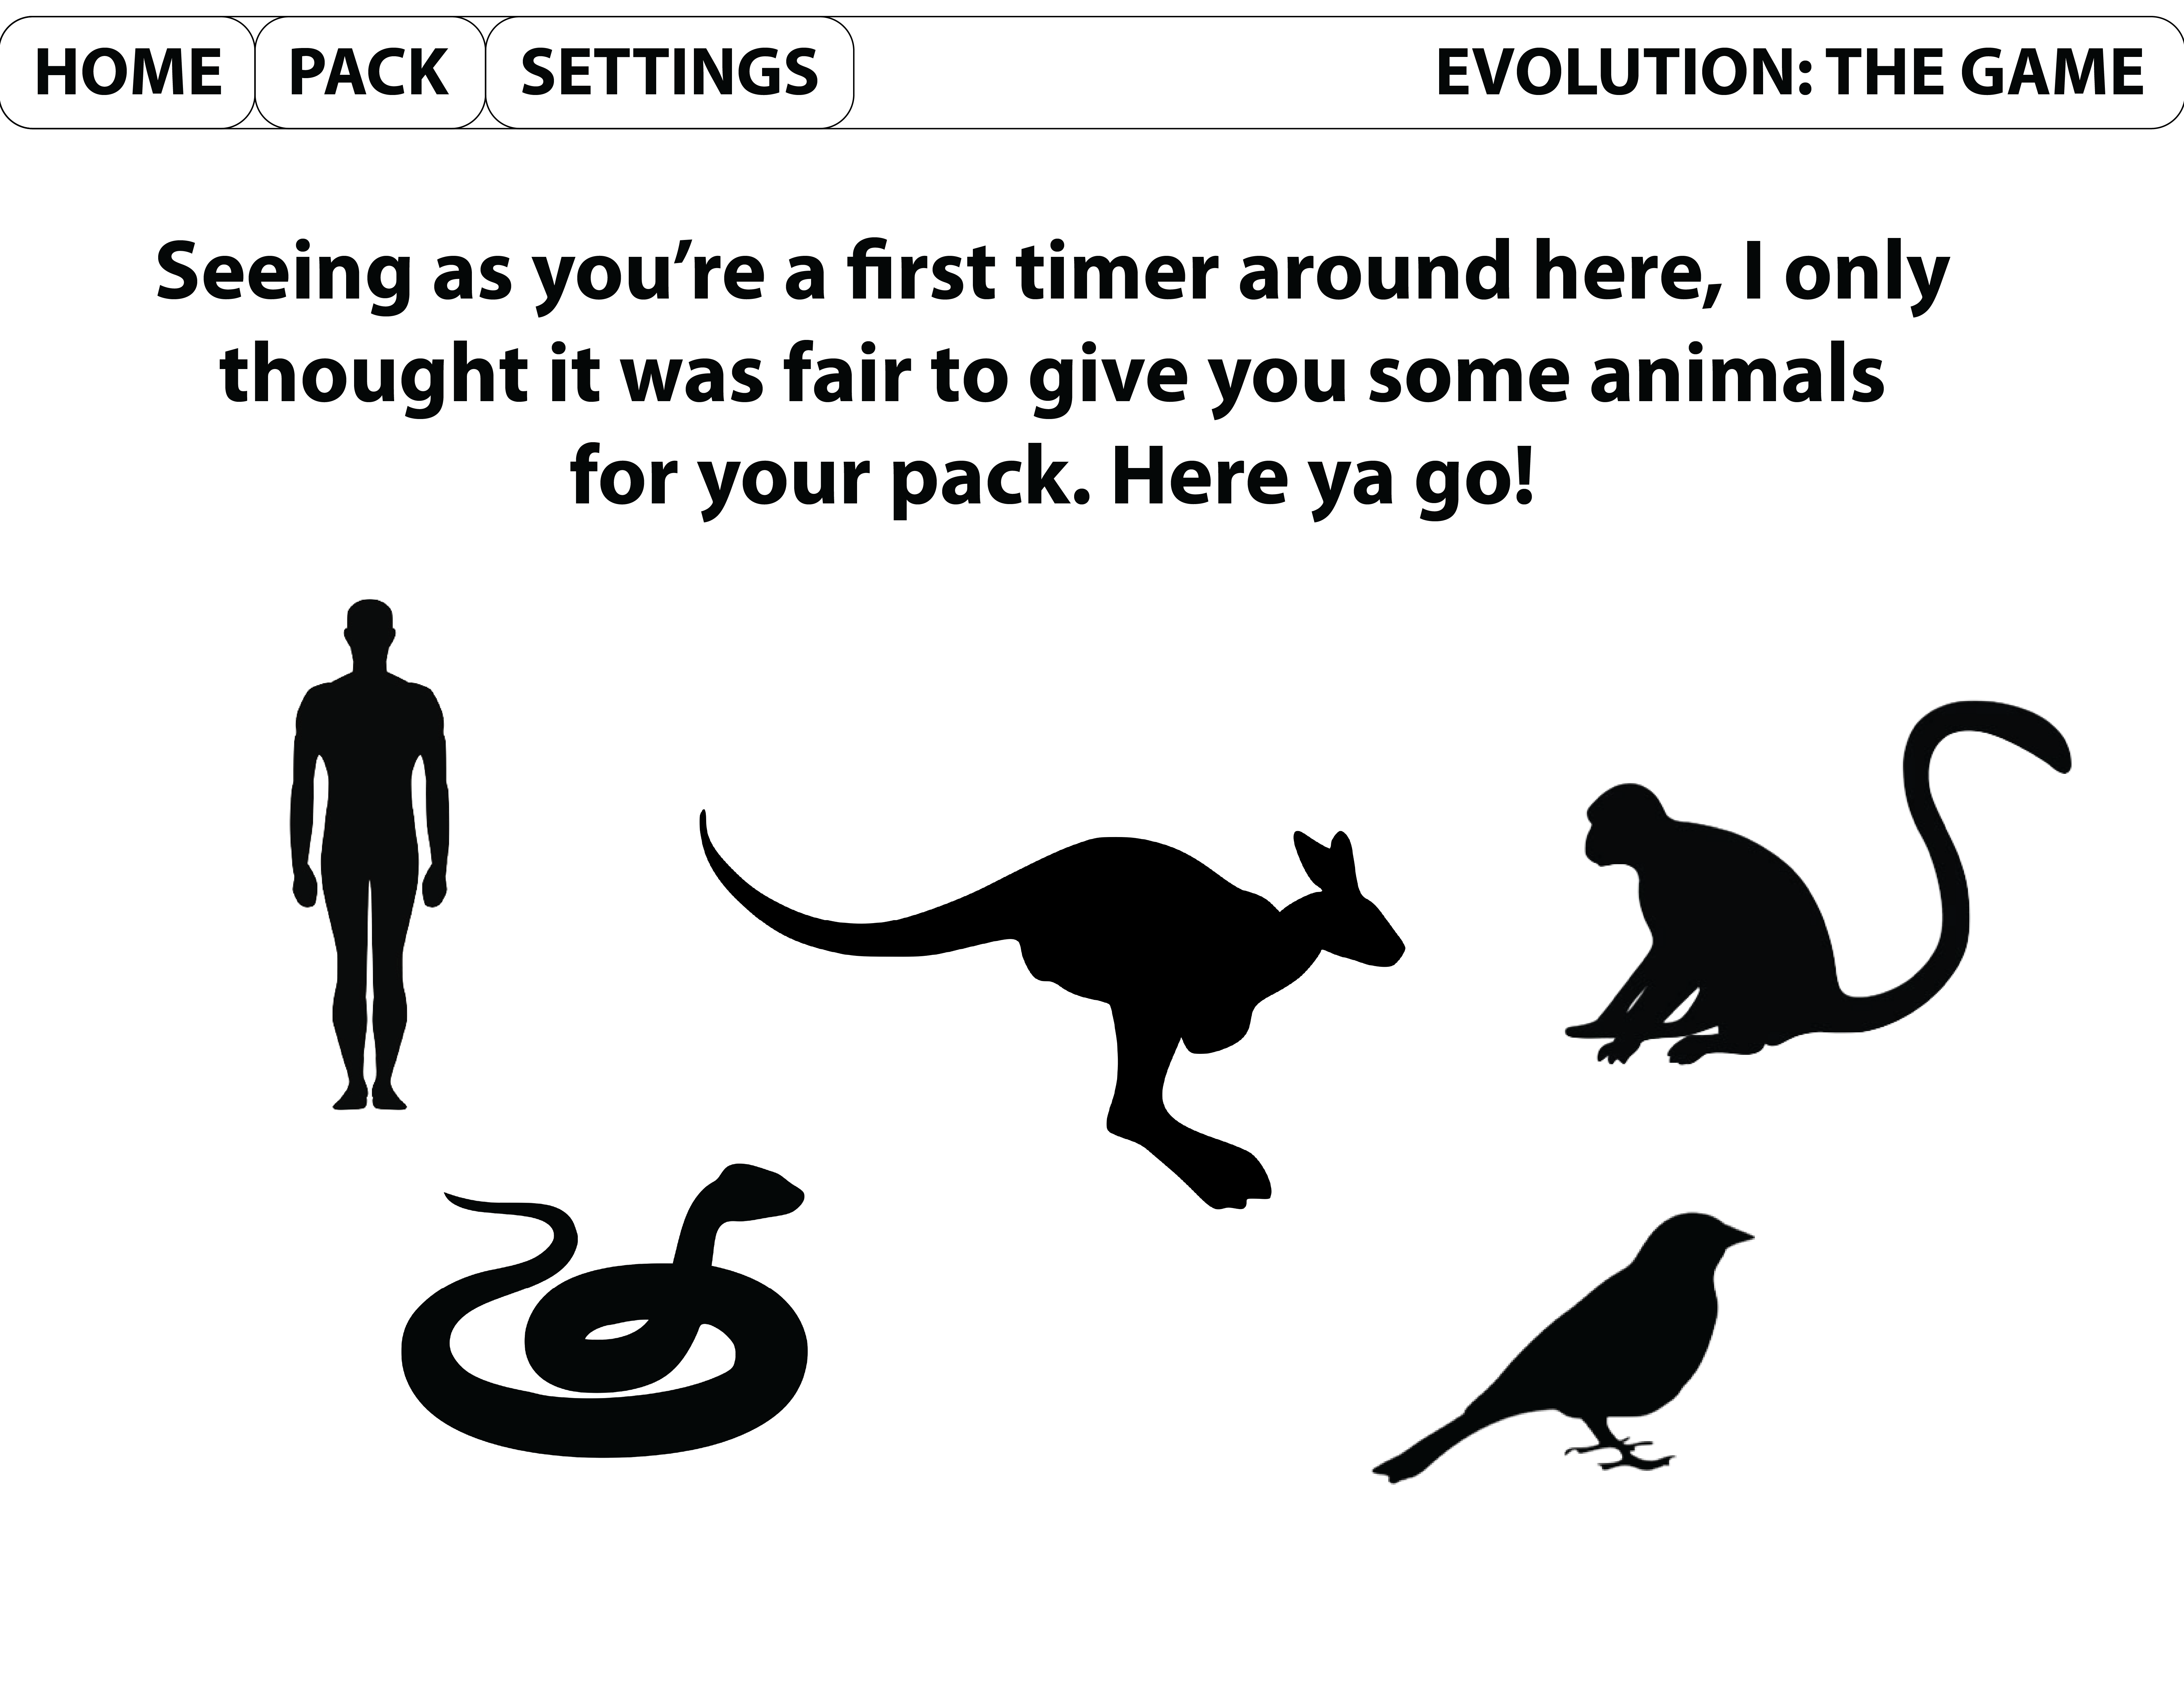 HOME PACK SETTINGS EVOLUTION: THE GAME
Seeing as you’re a first timer around here, I only
thought it was fair to give you some animals
for your pack. Here ya go!